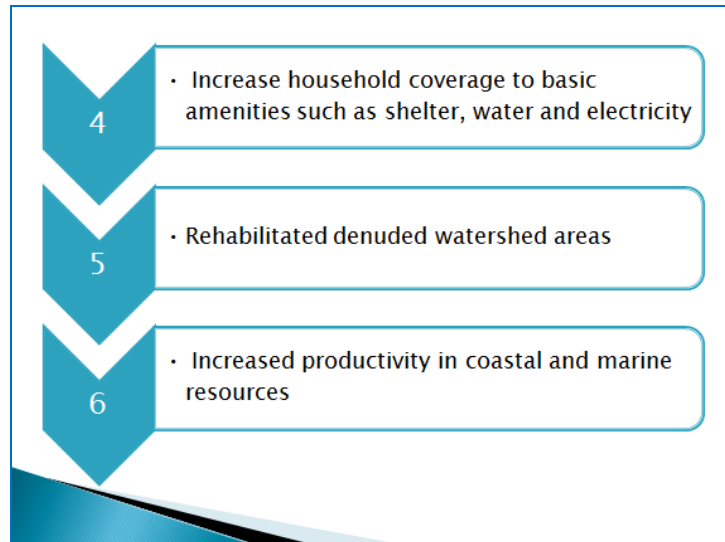 4
• Increase household coverage to basic
amenities such as shelter, water and electricity
5
• Rehabilitated denuded watershed areas
6
• Increased productivity in coastal and marine
resources